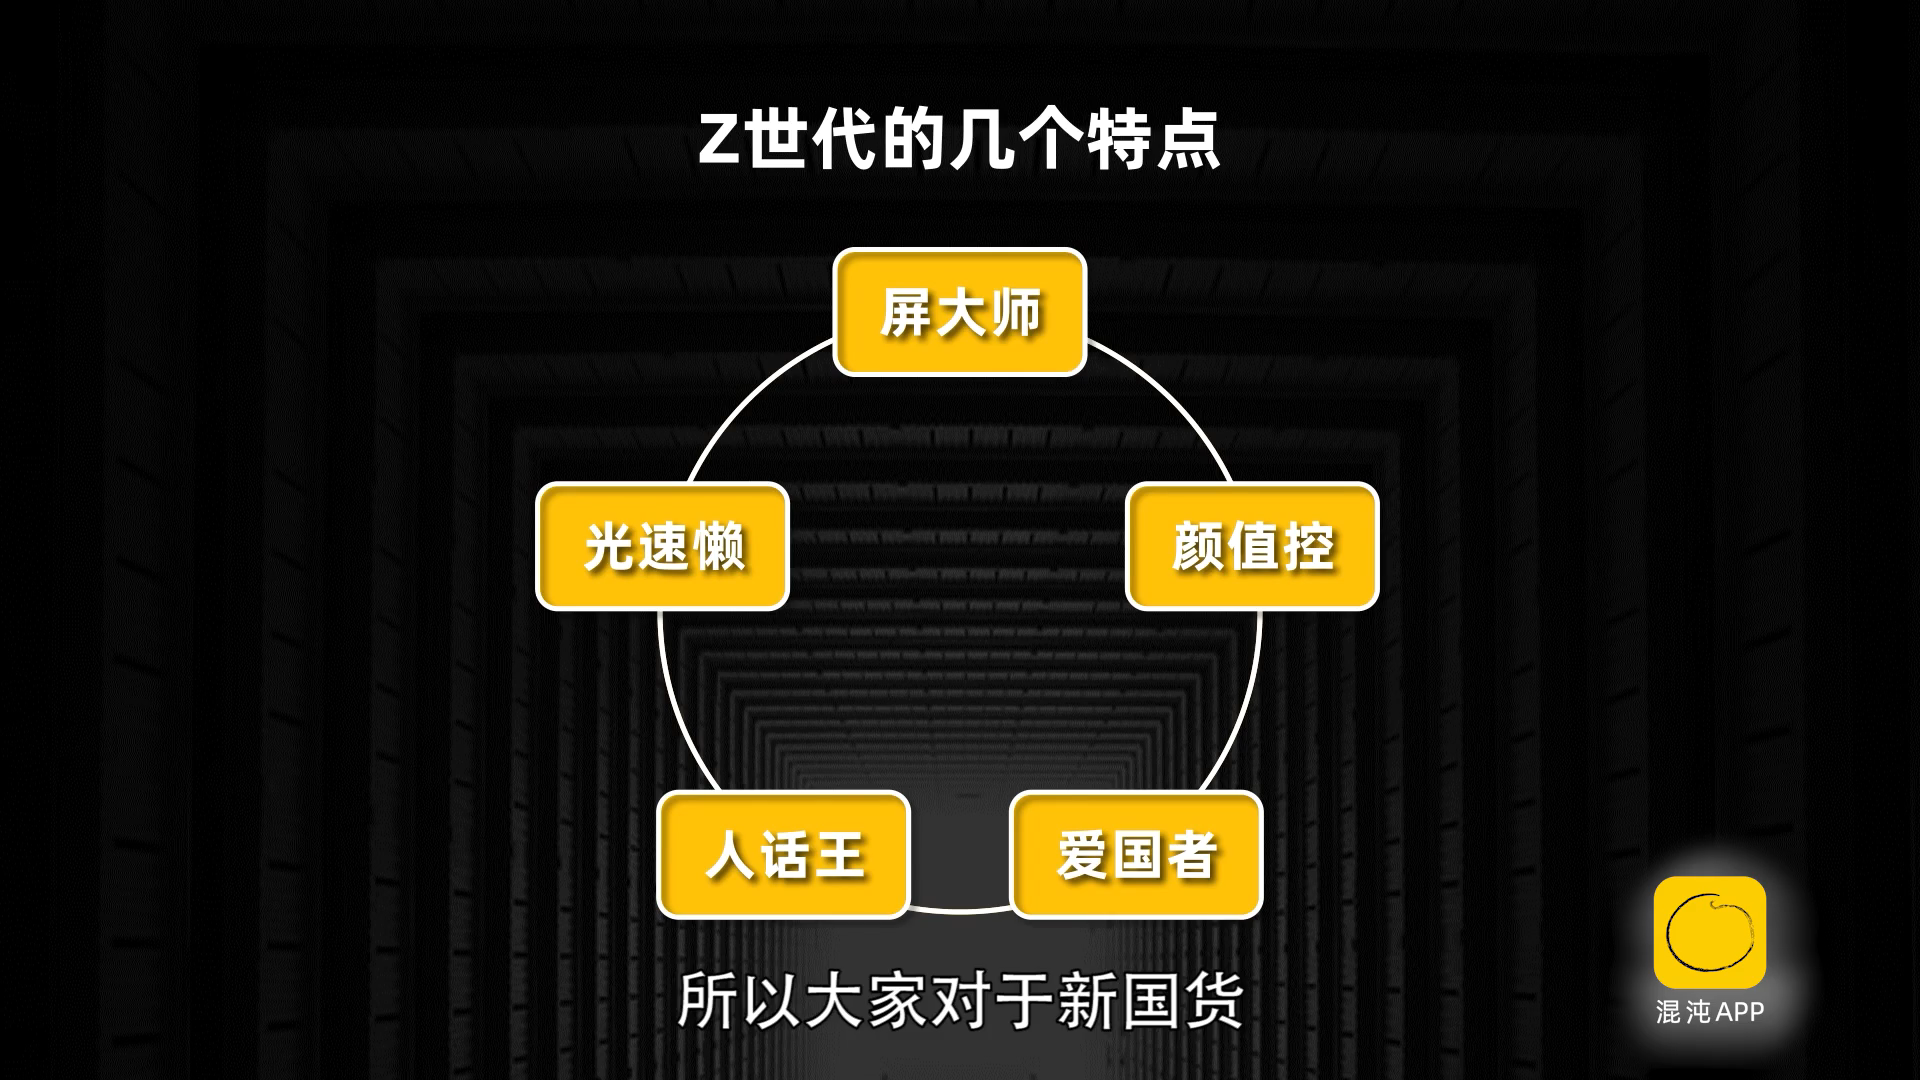 Z世代的几个特点
屏大师
光速懒
颜值控
人话王
爱国者
所以大家对于新国货
混沌APP